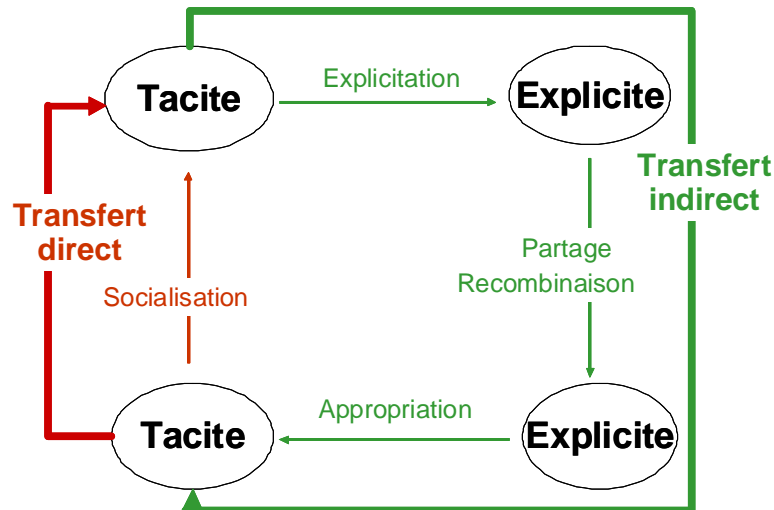 Tacite
Explicitation
Explicite
Transfert
direct
Transfert
indirect
Socialisation
Partage
Recombinaison
Tacite
Appropriation
Explicite